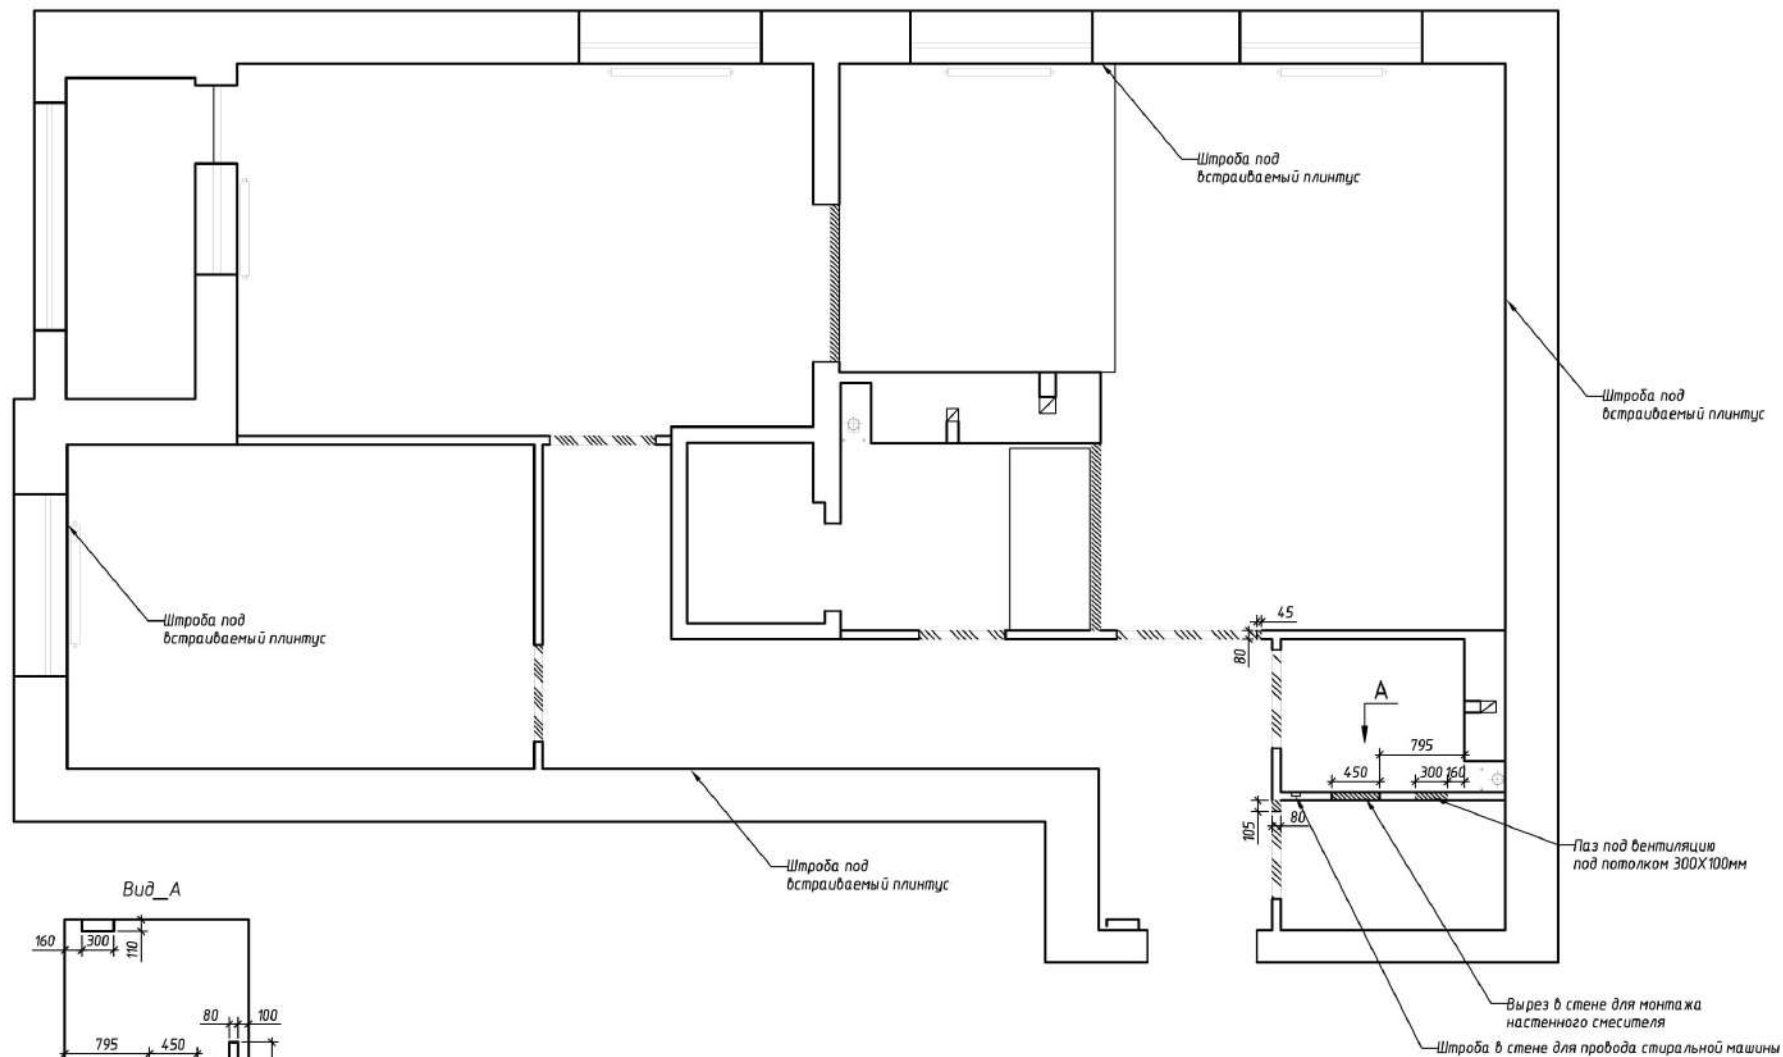 Штроба под
встраиваемый плинтус
Штроба под
встраиваемый плинтус
Штроба под
встраиваемый плинтус
45
80
А
795
450
300
160
105
80
Паз под вентиляцию
под потолком 300X100мм
Штроба под
встраиваемый плинтус
Вид_А
160
300
110
80
100
795
450
Вырез в стене для монтажа
настенного смесителя
Штроба в стене для провода стиральной машины